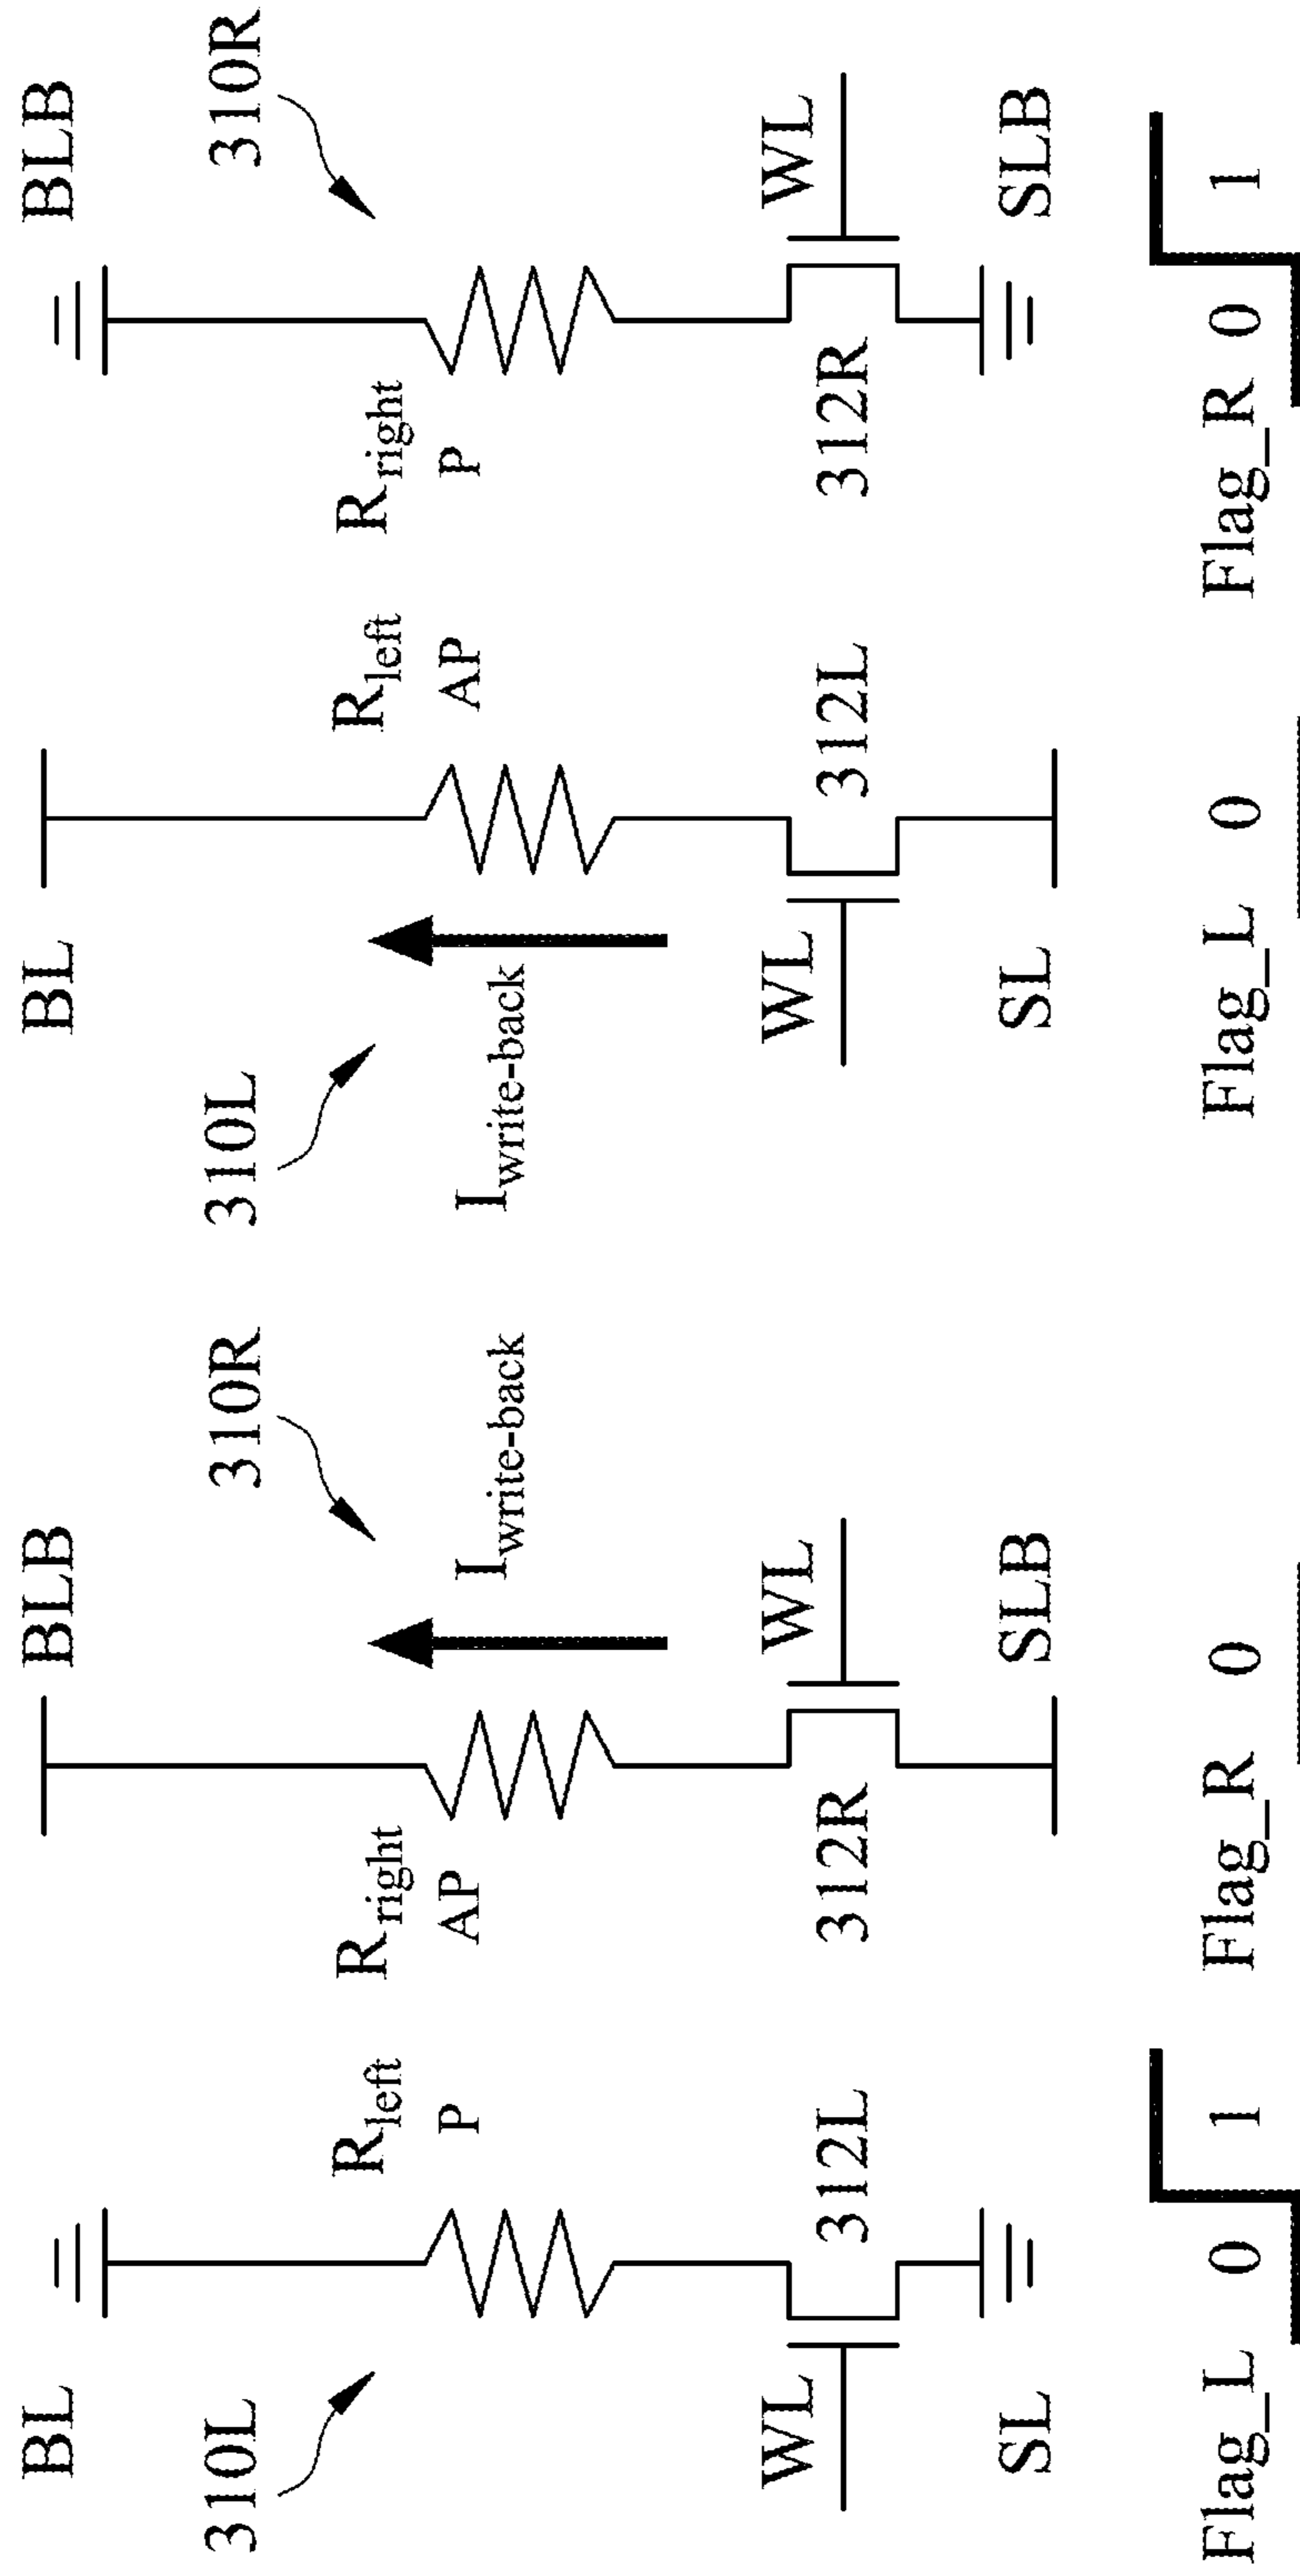 BL BLB BL BLB
310L 310R 310L 310R
R_left R_right R_left R_right
P AP AP P
I_write-back I_write-back
WL WL WL WL
312L 312R 312L 312R
SL SLB SL SLB
Flag_L 0 1 Flag_R 0 Flag_L 0 Flag_R 0 1